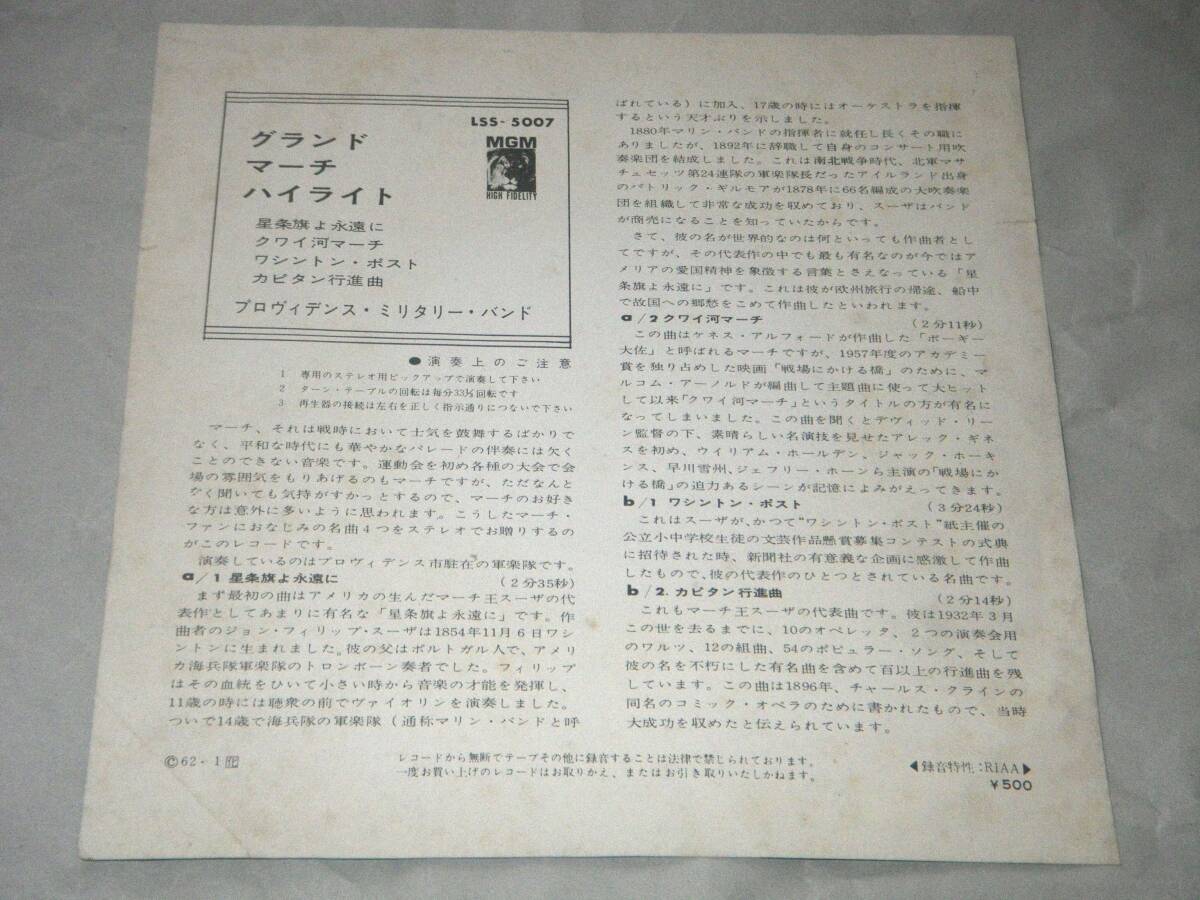 LSS-5007
グランド
マーチ
ハイライト
MGM
HIGH FIDELITY
星条旗よ永遠に
クワイ河マーチ
ワシントン・ポスト
カピタン行進曲
プロヴィデンス・ミリタリー・バンド
●演奏上のご注意
1 専用のステレオ用ピックアップで演奏して下さい
2 ターン・テーブルの回転は毎分33⅓回転です
3 再生器の接続は左右を正しく指示通りにつないで下さい
マーチ、それは戦時において士気を鼓舞するばかりで
なく、平和な時代にも華やかなパレードの伴奏には欠く
ことのできない音楽です。運動会を初め各種の大会で会
場の雰囲気をもりあげるのもマーチですが、ただなんと
なく聞いても気持がすかっとするので、マーチのお好き
な方は意外に多いように思われます。こうしたマーチ・
ファンにおなじみの名曲4つをステレオでお贈りするの
がこのレコードです。
演奏しているのはプロヴィデンス市駐在の軍楽隊です。
a/1 星条旗よ永遠に (2分35秒)
まず最初の曲はアメリカの生んだマーチ王スーザの代
表作としてあまりに有名な「星条旗よ永遠に」です。作
曲者のジョン・フィリップ・スーザは1854年11月6日ワシ
ントンに生まれました。彼の父はポルトガル人で、アメリ
カ海兵隊軍楽隊のトロンボーン奏者でした。フィリップ
はその血統をひいて小さい時から音楽の才能を発揮し、
11歳の時には聴衆の前でヴァイオリンを演奏しました。
ついで14歳で海兵隊の軍楽隊(通称マリン・バンドと呼
ばれている)に加入、17歳の時にはオーケストラを指揮
するという天才ぶりを示しました。
1880年マリン・バンドの指揮者に就任し長くその職に
ありましたが、1892年に辞職して自身のコンサート用吹
奏楽団を結成しました。これは南北戦争時代、北軍マサ
チュセッツ第24連隊の軍楽隊長だったアイルランド出身
のパトリック・ギルモアが1878年に66名編成の大吹奏楽
団を組織して非常な成功を収めており、スーザはバンド
が商売になることを知っていたからです。
さて、彼の名が世界的なのは何といっても作曲者とし
てですが、その代表作の中でも最も有名なのが今ではア
メリアの愛国精神を象徴する言葉とさえなっている「星
条旗よ永遠に」です。これは彼が欧州旅行の帰途、船中
で故国への郷愁をこめて作曲したといわれます。
a/2 クワイ河マーチ (2分11秒)
この曲はケネス・アルフォードが作曲した「ボーギー
大佐」と呼ばれるマーチですが、1957年度のアカデミー
賞を独り占めした映画「戦場にかける橋」のために、マ
ルコム・アーノルドが編曲して主題曲に使って大ヒット
して以来「クワイ河マーチ」というタイトルの方が有名に
なってしまいました。この曲を聞くとデヴィッド・リー
ン監督の下、素晴らしい名演技を見せたアレック・ギネ
スを初め、ウイリアム・ホールデン、ジャック・ホーキ
ンス、早川雪州、ジェフリー・ホーンら主演の「戦場にか
ける橋」の迫力あるシーンが記憶によみがえってきます。
b/1 ワシントン・ポスト (3分24秒)
これはスーザが、かつて“ワシントン・ポスト”紙主催の
公立小中学校生徒の文芸作品懸賞募集コンテストの式典
に招待された時、新聞社の有意義な企画に感激して作曲
したもので、彼の代表作のひとつとされている名曲です。
b/2. カピタン行進曲 (2分14秒)
これもマーチ王スーザの代表曲です。彼は1932年3月
この世を去るまでに、10のオペレッタ、2つの演奏会用
のワルツ、12の組曲、54のポピュラー・ソング、そして
彼の名を不朽にした有名曲を含めて百以上の行進曲を残
しています。この曲は1896年、チャールス・クラインの
同名のコミック・オペラのために書かれたもので、当時
大成功を収めたと伝えられています。
©62・1
レコードから無断でテープその他に録音することは法律で禁じられております。
一度お買い上げのレコードはお取りかえ、またはお引き取りいたしかねます。
◀録音特性:RIAA▶
¥500